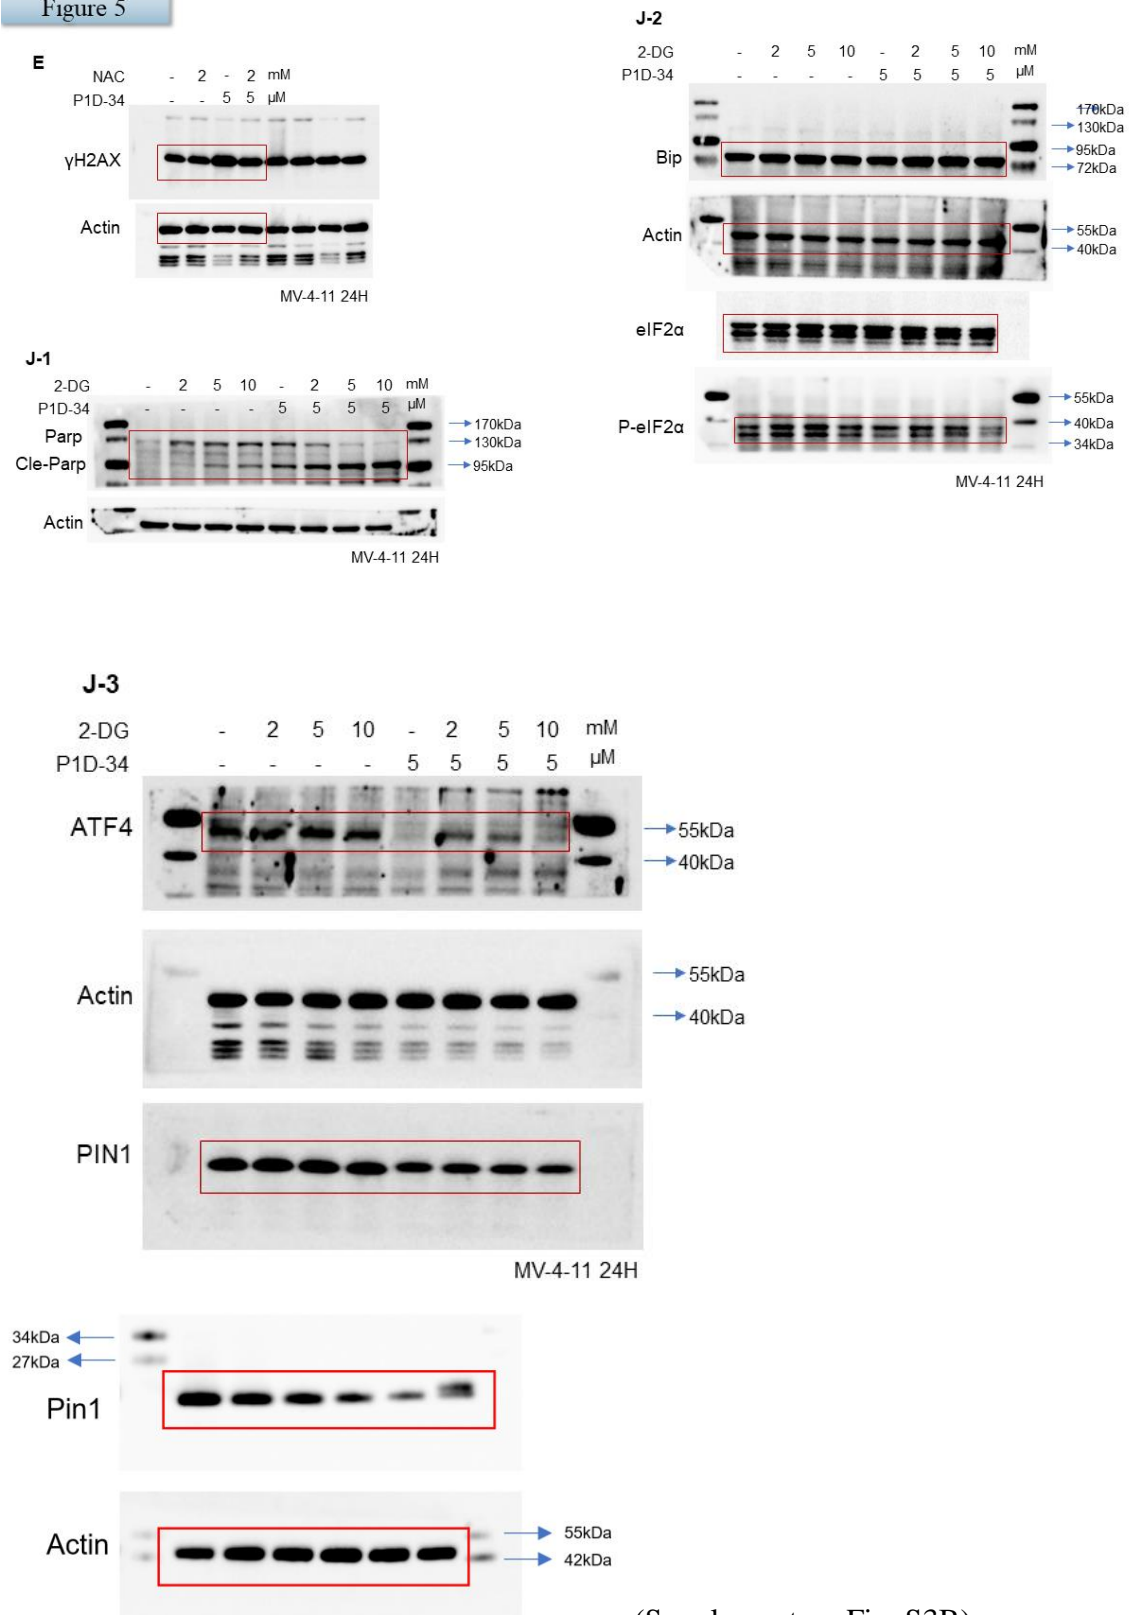 Figure 5
E
NAC - 2 - 2 mM
P1D-34 - - 5 5 µM
γH2AX
Actin
MV-4-11 24H
J-1
2-DG - 2 5 10 - 2 5 10 mM
P1D-34 - - - - 5 5 5 5 µM
Parp
Cle-Parp
170kDa
130kDa
95kDa
Actin
MV-4-11 24H
J-2
2-DG - 2 5 10 - 2 5 10 mM
P1D-34 - - - - 5 5 5 5 µM
Bip
170kDa
130kDa
95kDa
72kDa
Actin
55kDa
40kDa
eIF2α
P-eIF2α
55kDa
40kDa
34kDa
MV-4-11 24H
J-3
2-DG - 2 5 10 - 2 5 10 mM
P1D-34 - - - - 5 5 5 5 µM
ATF4
55kDa
40kDa
Actin
55kDa
40kDa
PIN1
MV-4-11 24H
34kDa
27kDa
Pin1
Actin
55kDa
42kDa